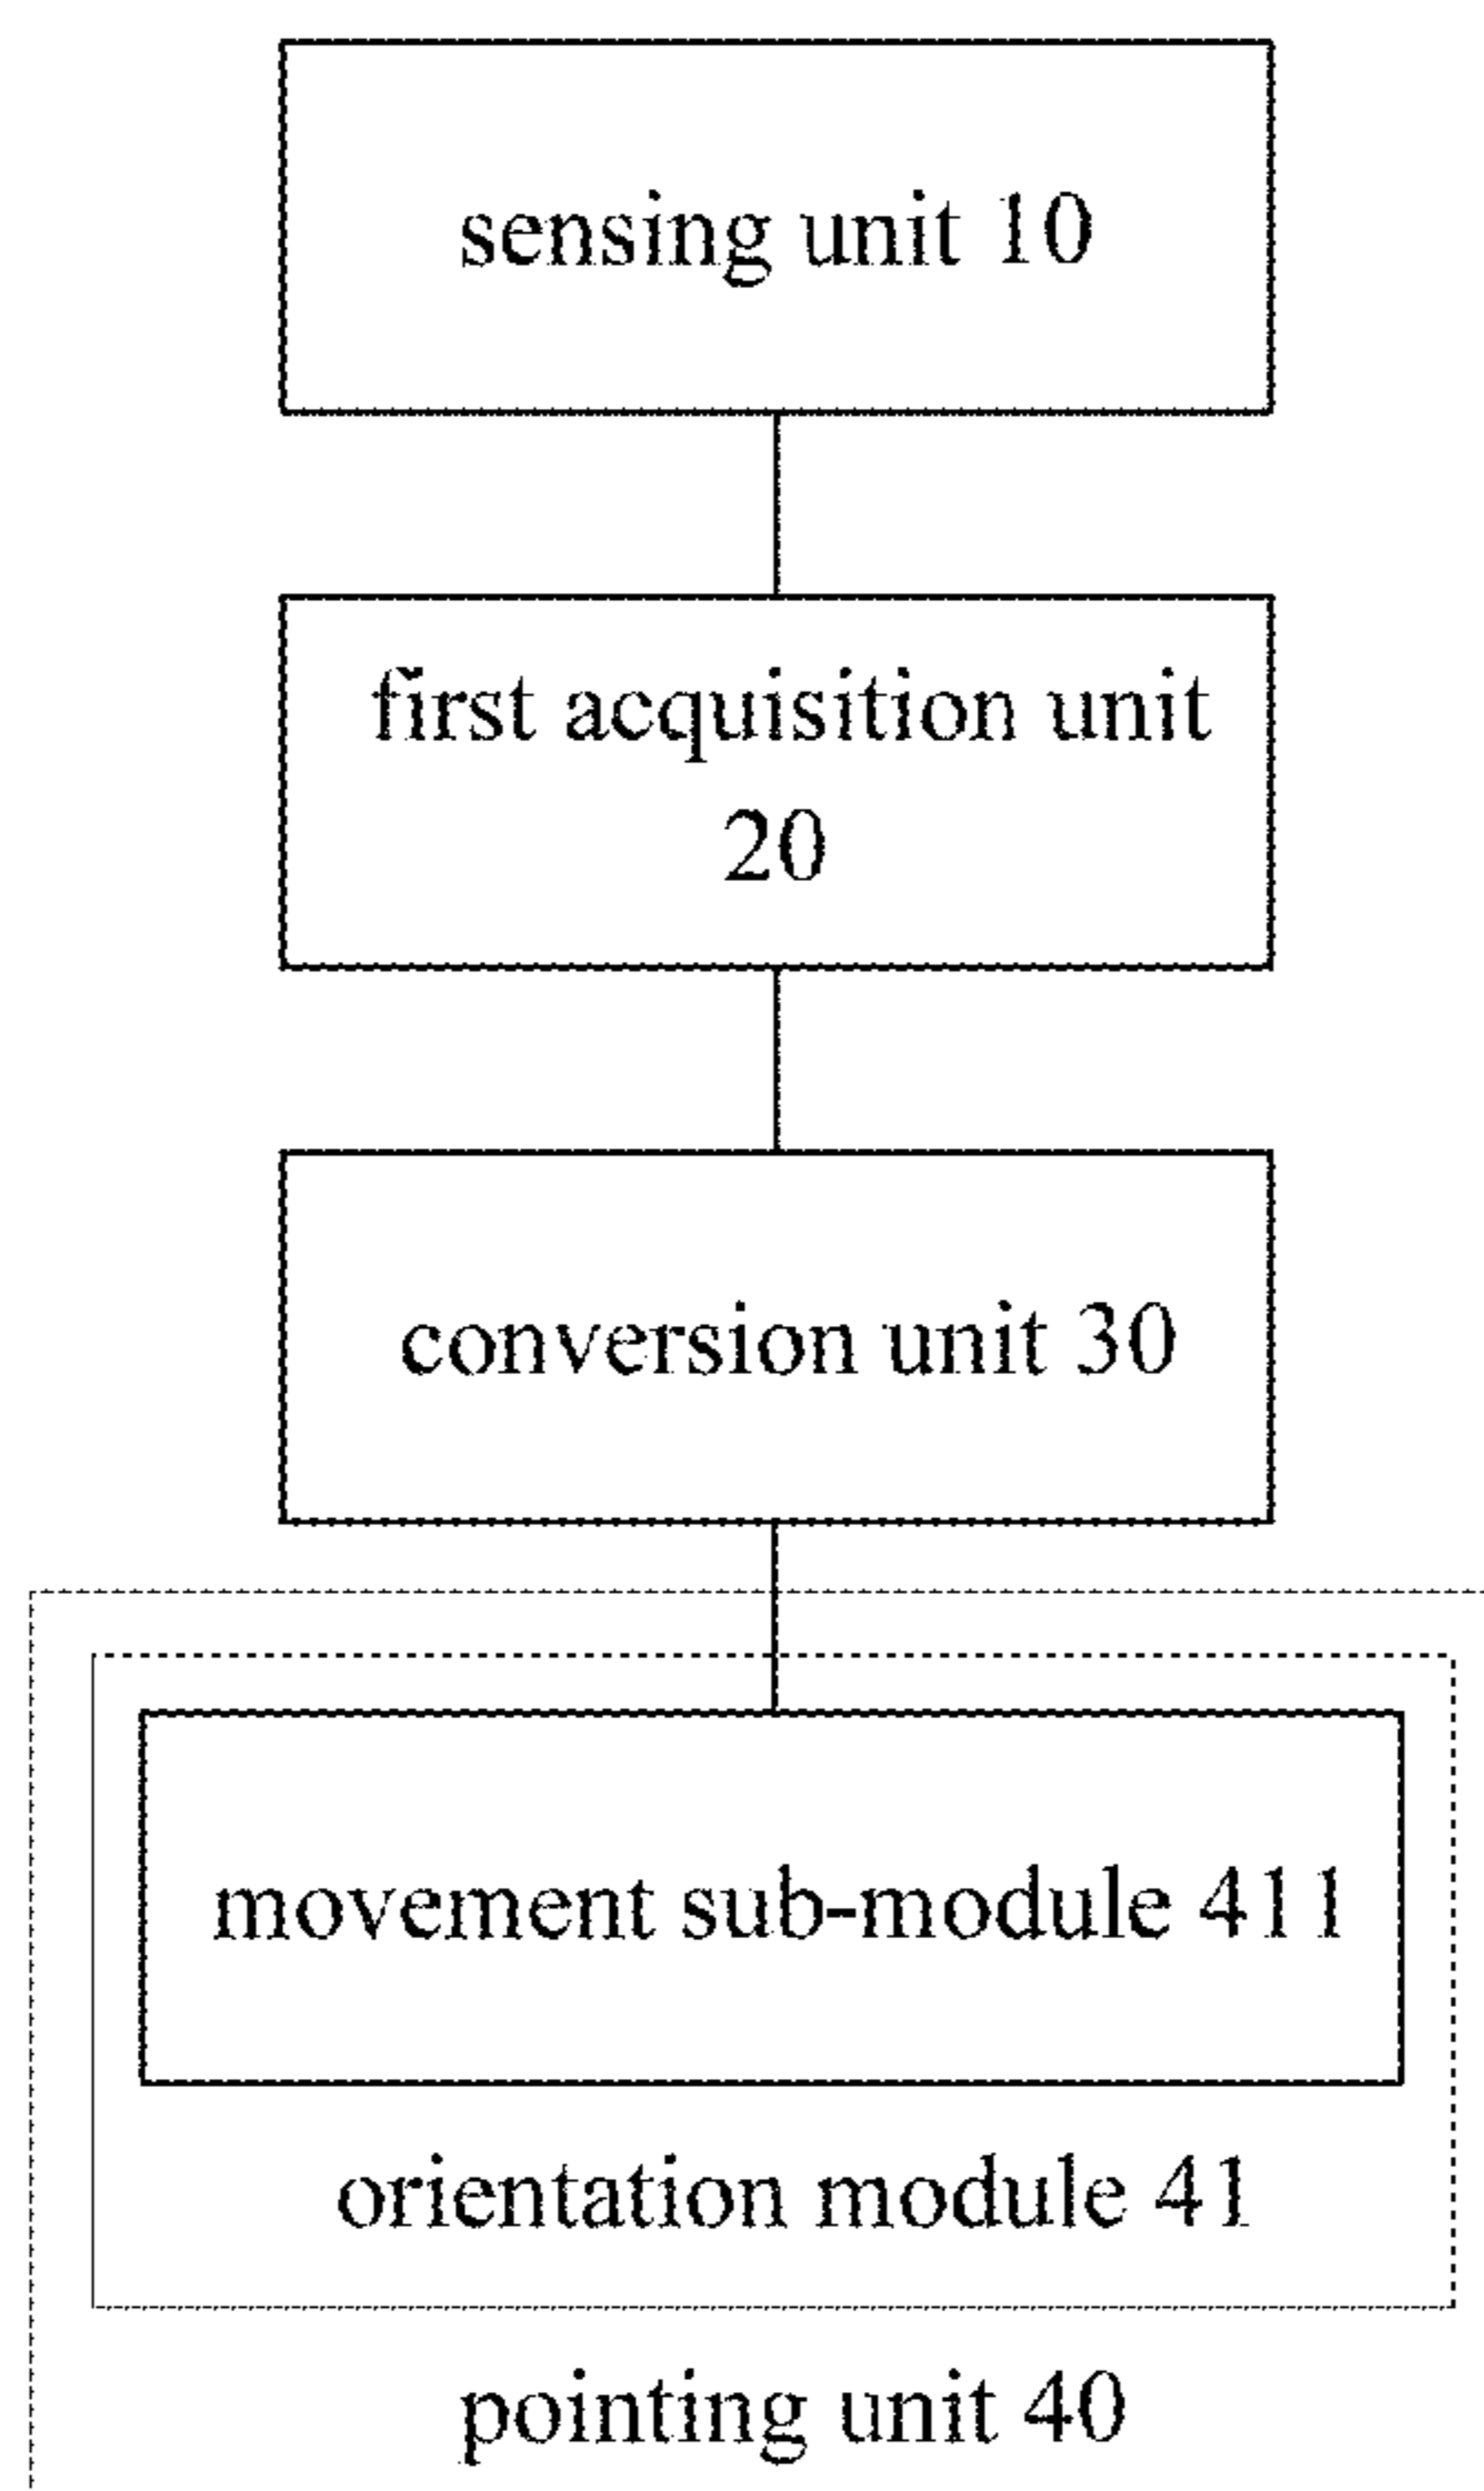 sensing unit 10
first acquisition unit
20
conversion unit 30
movement sub-module 411
orientation module 41
pointing unit 40